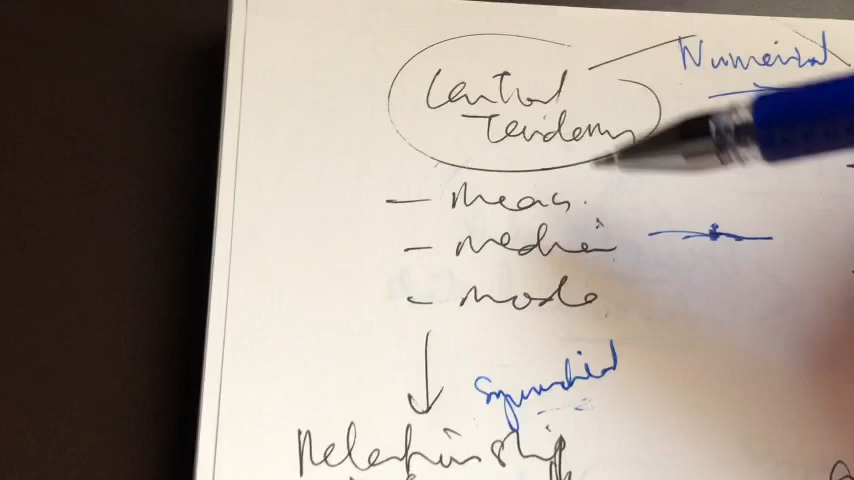 Central
Tendency
Numerical
- Mean
- Median
- Mode
Relationship